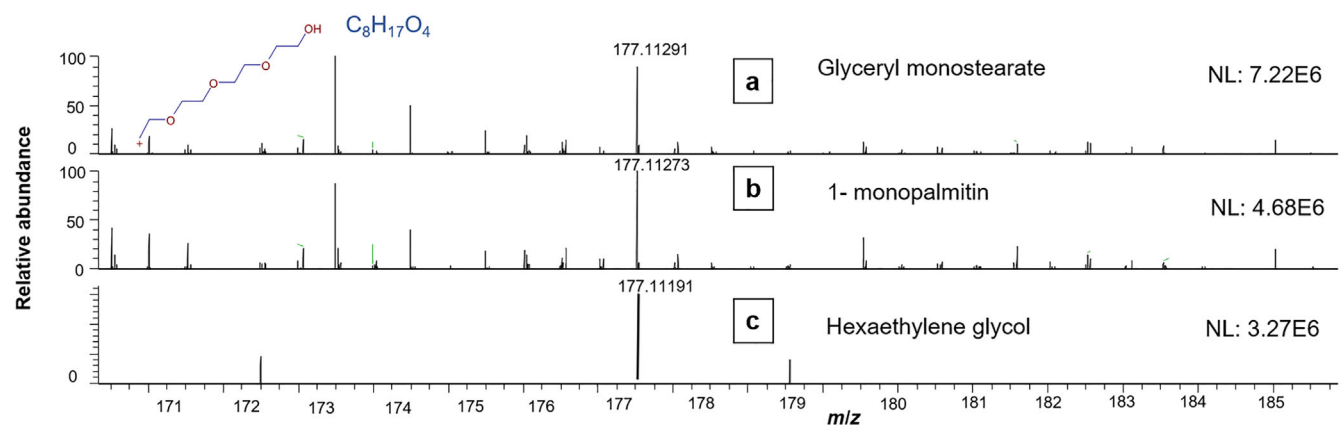 OH
C8H17O4
O
O
O
+
Relative abundance
100
50
0
177.11291
a
Glyceryl monostearate
NL: 7.22E6
100
50
0
177.11273
b
1- monopalmitin
NL: 4.68E6
0
177.11191
c
Hexaethylene glycol
NL: 3.27E6
171 172 173 174 175 176 177 178 179 180 181 182 183 184 185
m/z